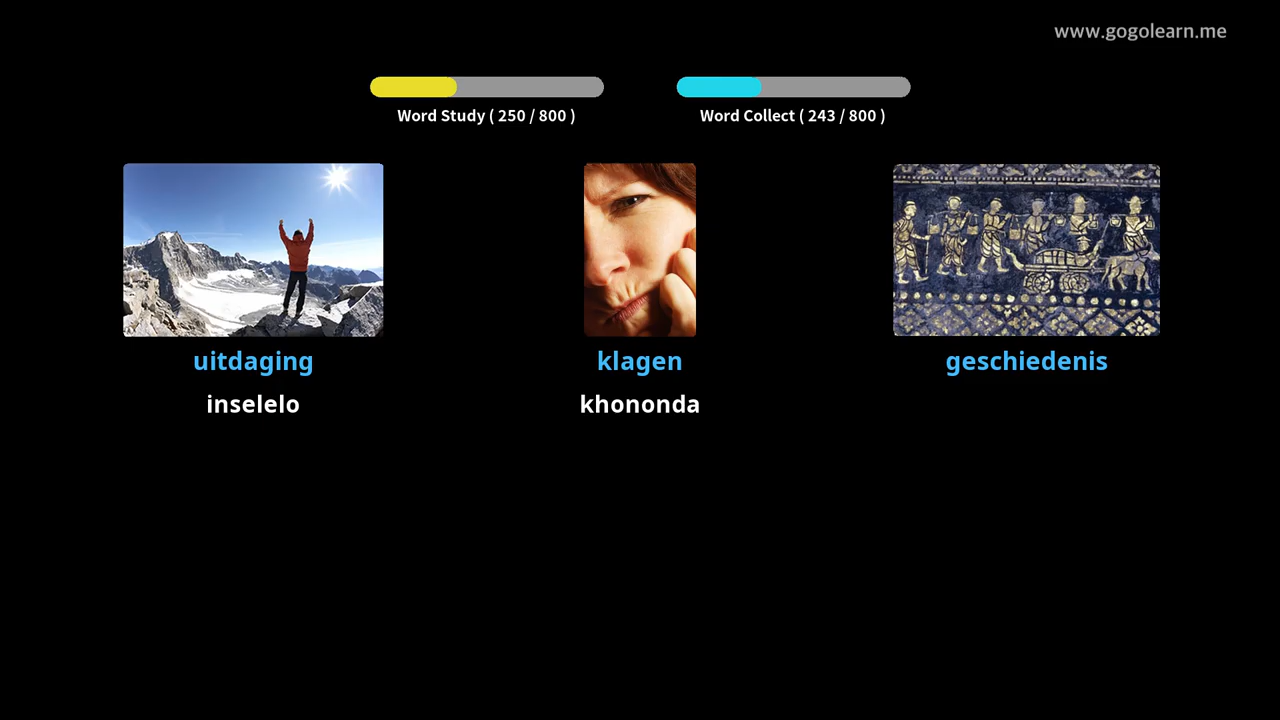 www.gogolearn.me
Word Study ( 250 / 800 )
Word Collect ( 243 / 800 )
uitdaging
klagen
geschiedenis
inselelo
khononda